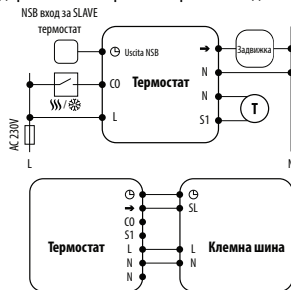 NSB вход за SLAVE
термостат
Uscita NSB
Задвижка
CO
Термостат
N
N
T
L
S1
AC 230V
L
N
SL
CO
S1
Термостат
L
L
Клемна шина
N
N
N